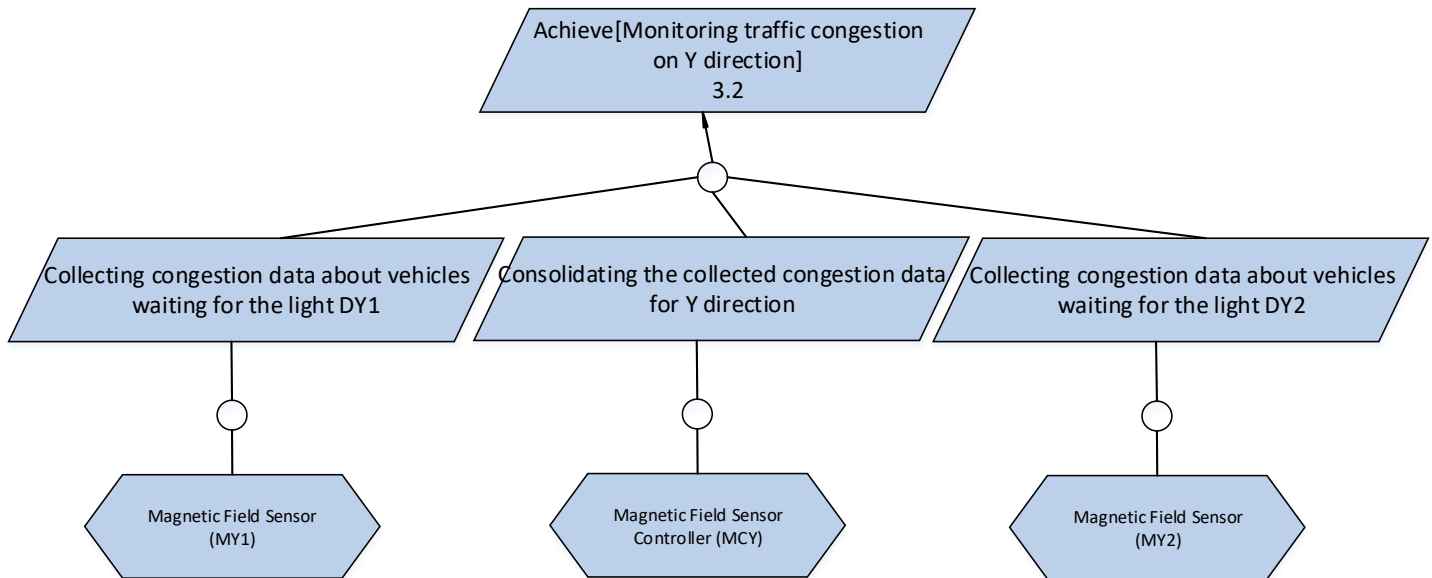 Achieve[Monitoring traffic congestion
on Y direction]
3.2
Collecting congestion data about vehicles
waiting for the light DY1
Consolidating the collected congestion data
for Y direction
Collecting congestion data about vehicles
waiting for the light DY2
Magnetic Field Sensor
(MY1)
Magnetic Field Sensor
Controller (MCY)
Magnetic Field Sensor
(MY2)